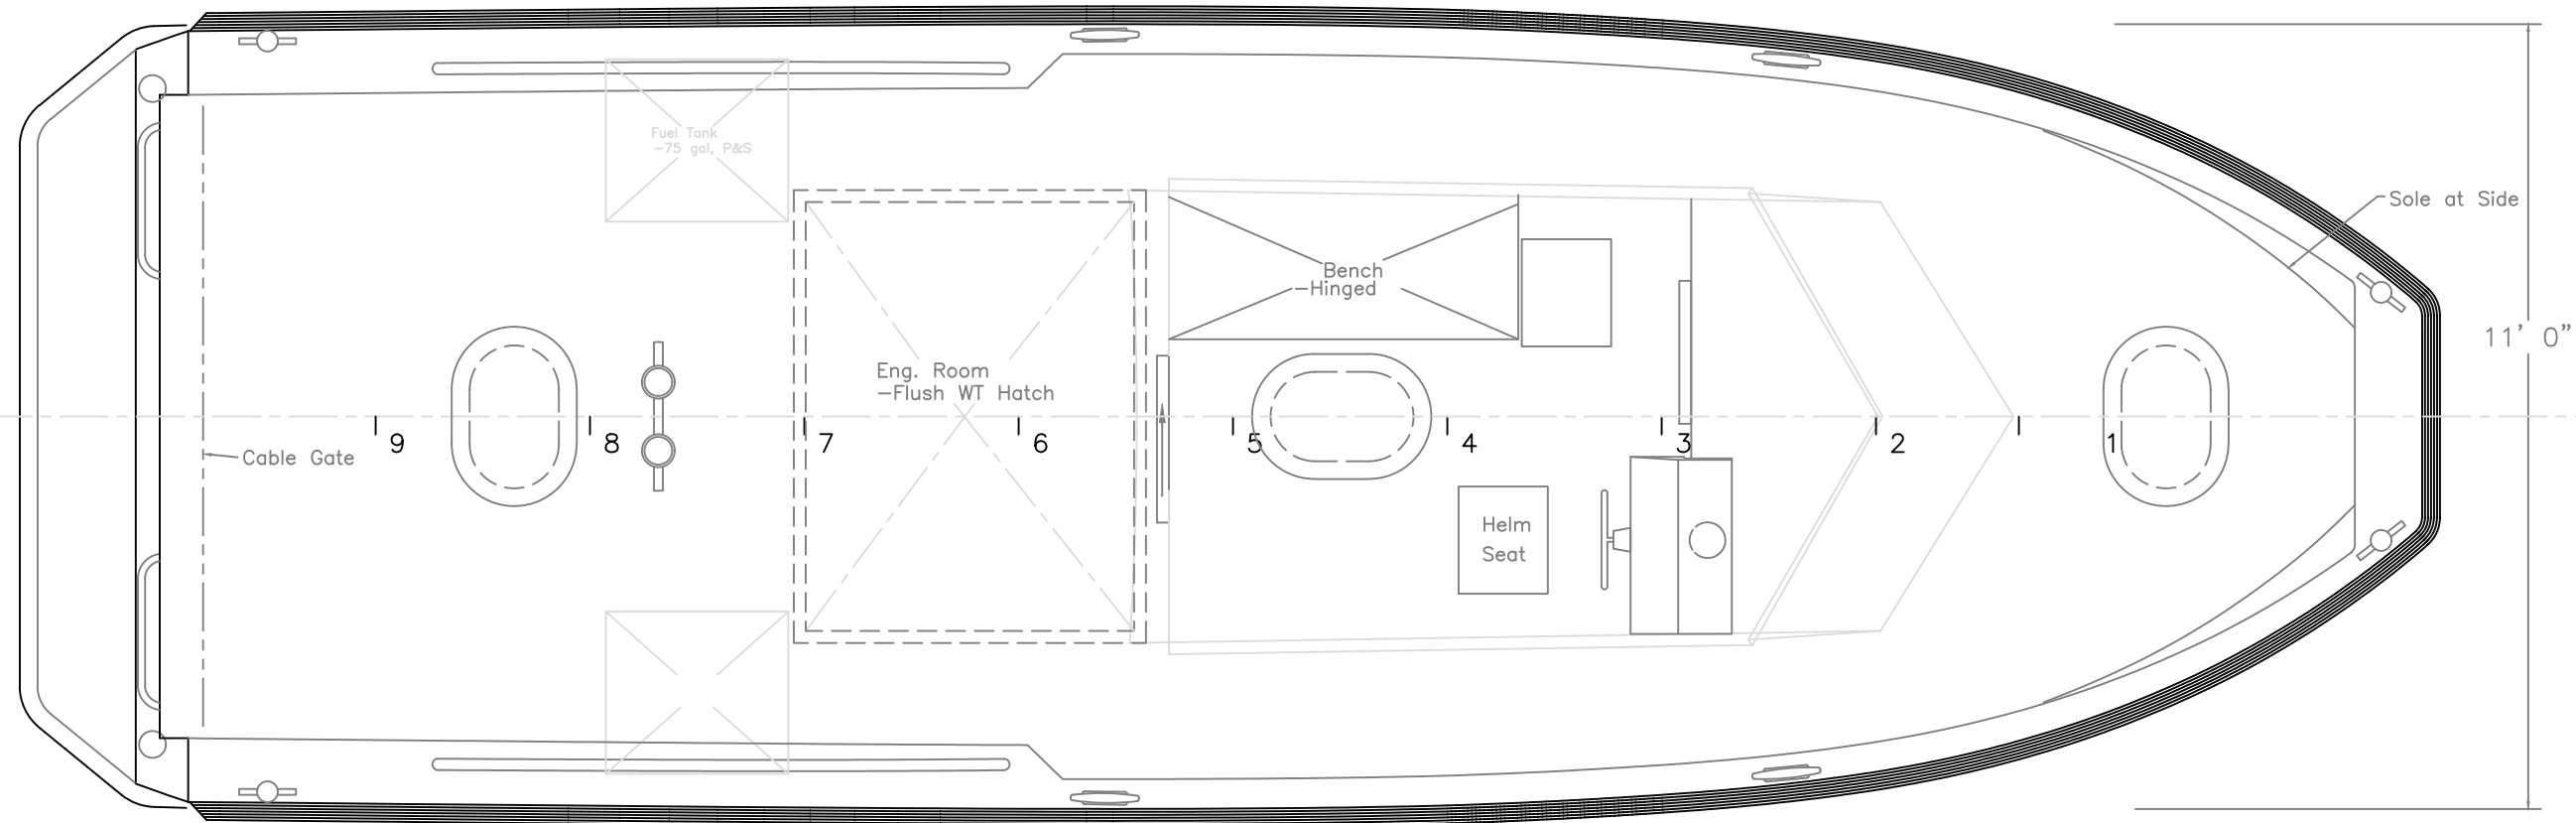 Fuel Tank
-75 gal, P&S
Sole at Side
Bench
-Hinged
11' 0"
Eng. Room
-Flush WT Hatch
9 8 7 6 5 4 3 2 1
Cable Gate
Helm
Seat